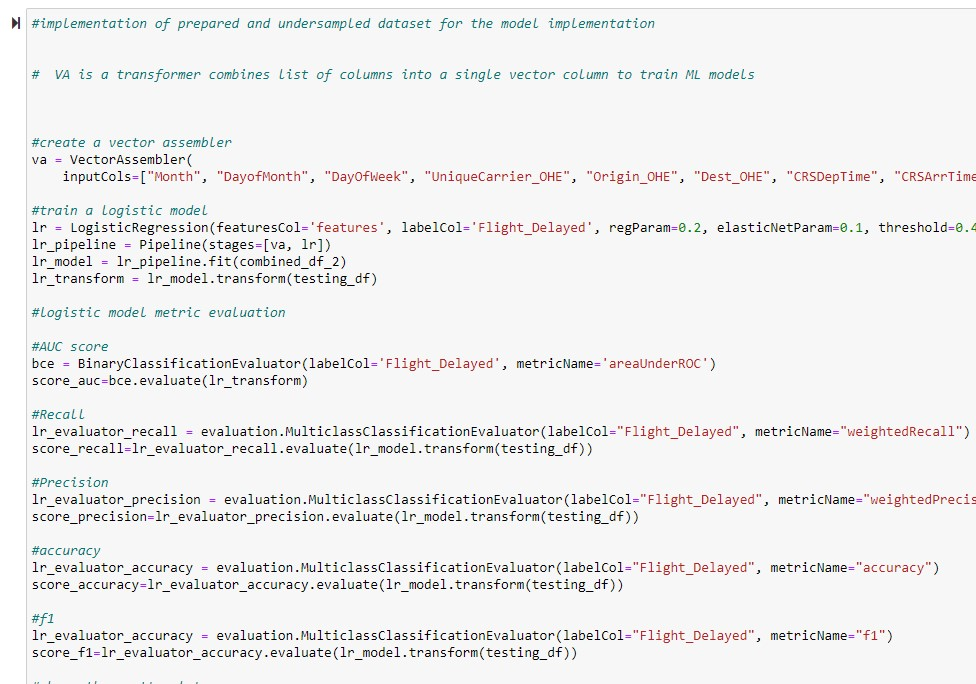 #implementation of prepared and undersampled dataset for the model implementation
#  VA is a transformer combines list of columns into a single vector column to train ML models
#create a vector assembler
va = VectorAssembler(
    inputCols=["Month", "DayofMonth", "DayOfWeek", "UniqueCarrier_OHE", "Origin_OHE", "Dest_OHE", "CRSDepTime", "CRSArrTime
#train a logistic model
lr = LogisticRegression(featuresCol='features', labelCol='Flight_Delayed', regParam=0.2, elasticNetParam=0.1, threshold=0.4
lr_pipeline = Pipeline(stages=[va, lr])
lr_model = lr_pipeline.fit(combined_df_2)
lr_transform = lr_model.transform(testing_df)
#logistic model metric evaluation
#AUC score
bce = BinaryClassificationEvaluator(labelCol='Flight_Delayed', metricName='areaUnderROC')
score_auc=bce.evaluate(lr_transform)
#Recall
lr_evaluator_recall = evaluation.MulticlassClassificationEvaluator(labelCol="Flight_Delayed", metricName="weightedRecall")
score_recall=lr_evaluator_recall.evaluate(lr_model.transform(testing_df))
#Precision
lr_evaluator_precision = evaluation.MulticlassClassificationEvaluator(labelCol="Flight_Delayed", metricName="weightedPrecis
score_precision=lr_evaluator_precision.evaluate(lr_model.transform(testing_df))
#accuracy
lr_evaluator_accuracy = evaluation.MulticlassClassificationEvaluator(labelCol="Flight_Delayed", metricName="accuracy")
score_accuracy=lr_evaluator_accuracy.evaluate(lr_model.transform(testing_df))
#f1
lr_evaluator_accuracy = evaluation.MulticlassClassificationEvaluator(labelCol="Flight_Delayed", metricName="f1")
score_f1=lr_evaluator_accuracy.evaluate(lr_model.transform(testing_df))